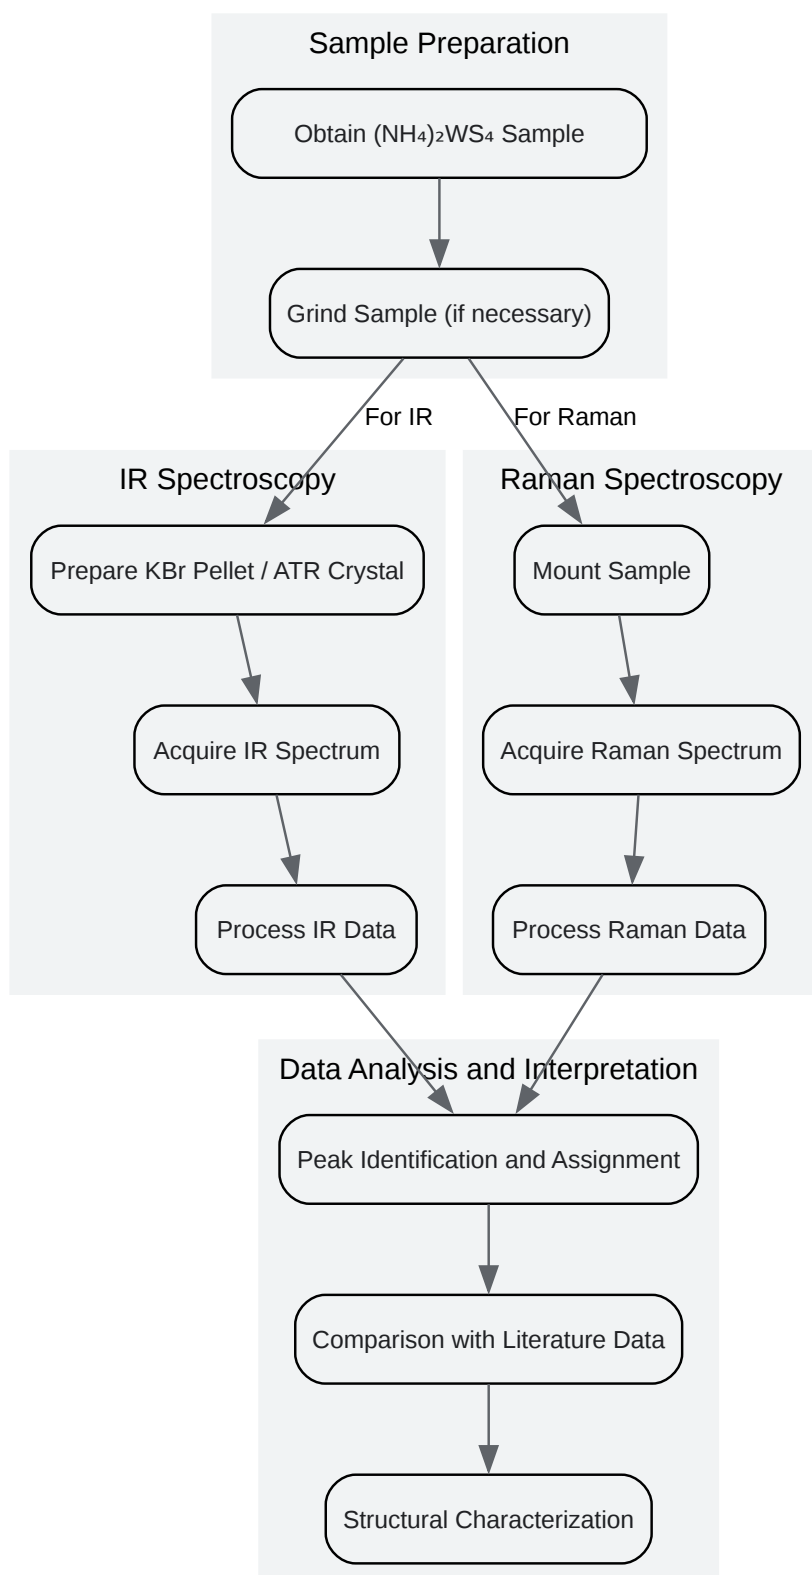 Sample Preparation
Obtain (NH₄)₂WS₄ Sample
Grind Sample (if necessary)
For IR
For Raman
IR Spectroscopy
Prepare KBr Pellet / ATR Crystal
Acquire IR Spectrum
Process IR Data
Raman Spectroscopy
Mount Sample
Acquire Raman Spectrum
Process Raman Data
Data Analysis and Interpretation
Peak Identification and Assignment
Comparison with Literature Data
Structural Characterization